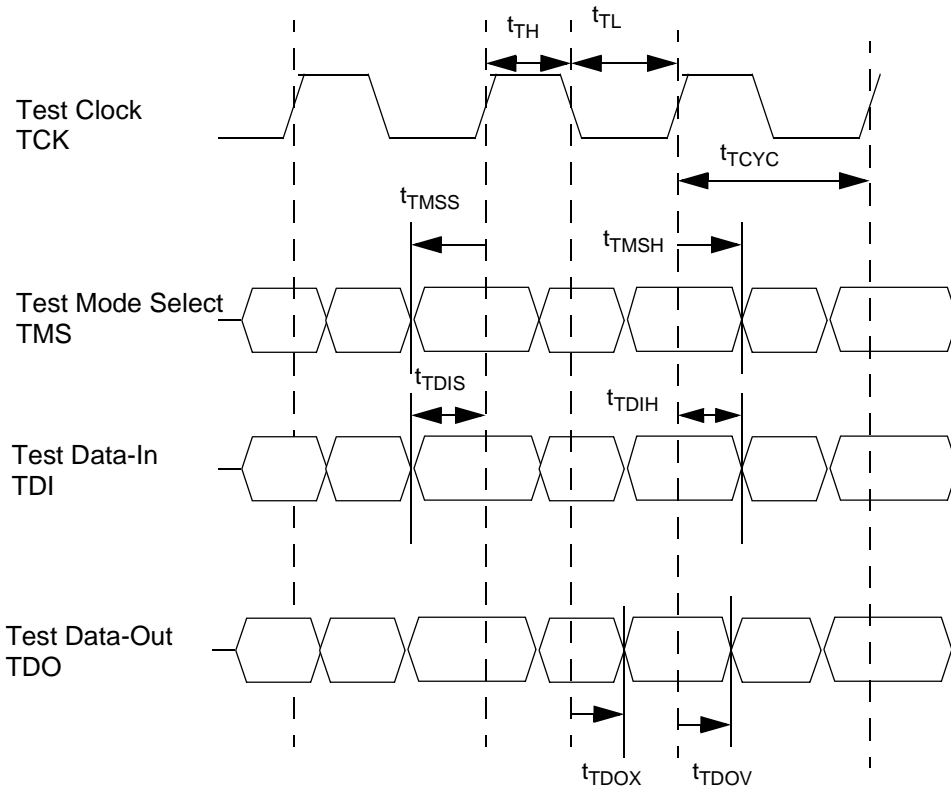 tTH
tTL
Test Clock
TCK
tTCYC
tTMSS
tTMSH
Test Mode Select
TMS
tTDIS
tTDIH
Test Data-In
TDI
Test Data-Out
TDO
tTDOX
tTDOV